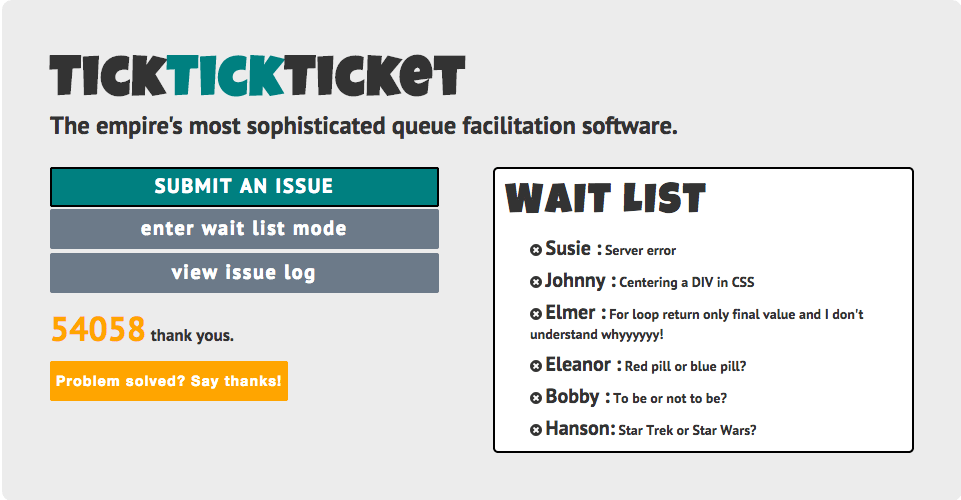 TICKTICKTICKET
The empire's most sophisticated queue facilitation software.
SUBMIT AN ISSUE
enter wait list mode
view issue log
54058 thank yous.
Problem solved? Say thanks!
WAIT LIST
Susie : Server error
Johnny : Centering a DIV in CSS
Elmer : For loop return only final value and I don't
understand whyyyyyy!
Eleanor : Red pill or blue pill?
Bobby : To be or not to be?
Hanson: Star Trek or Star Wars?